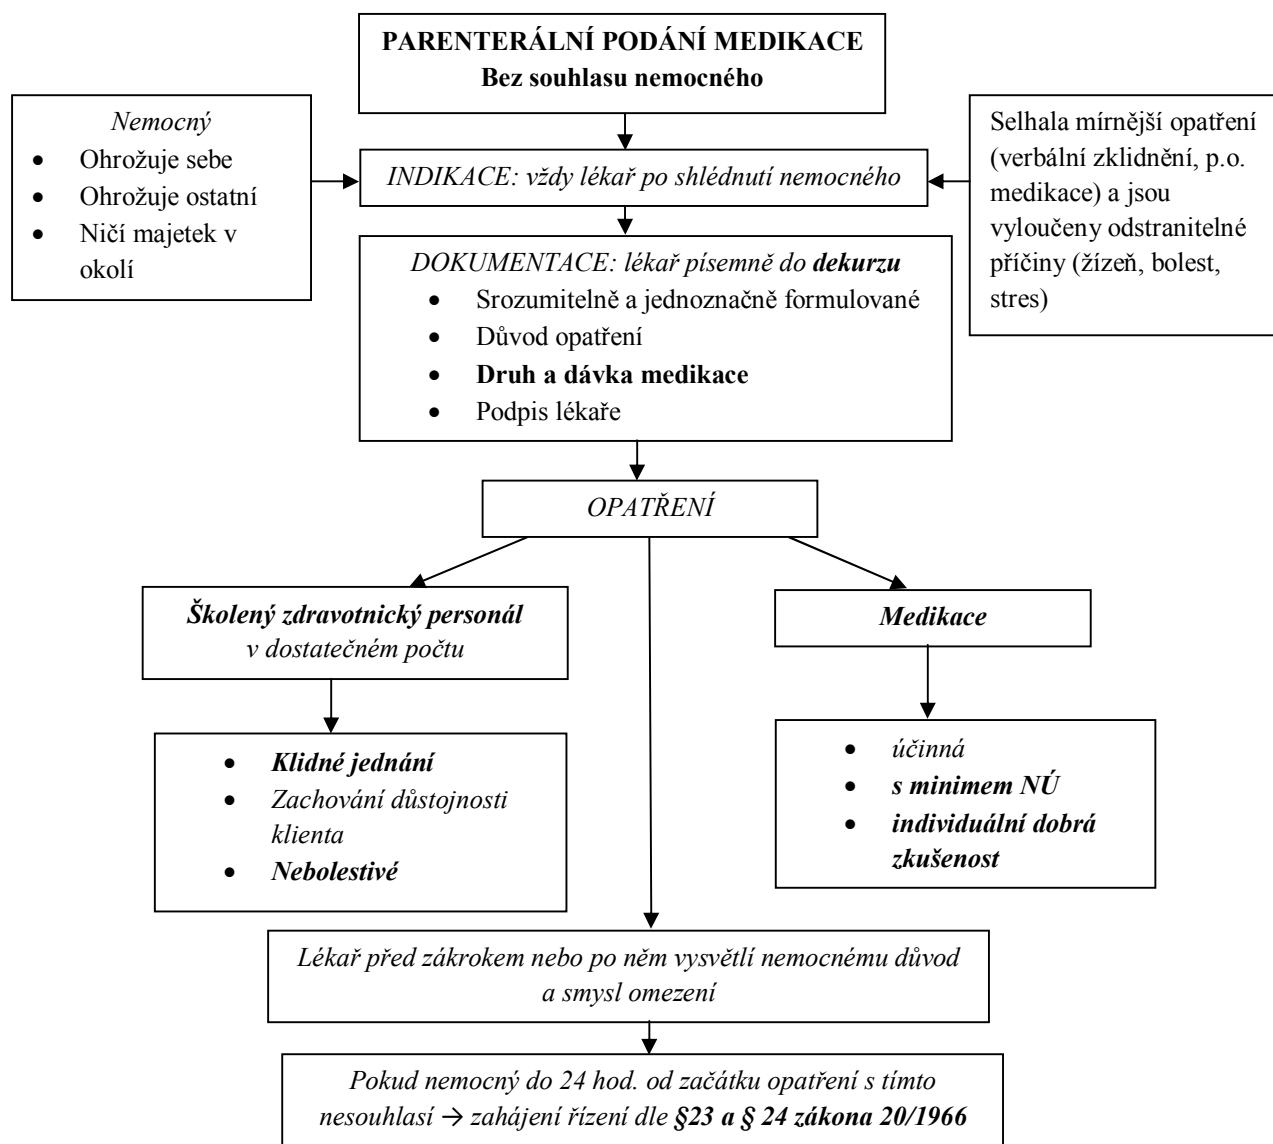 PARENTERÁLNÍ PODÁNÍ MEDIKACE
Bez souhlasu nemocného
Nemocný
• Ohrožuje sebe
• Ohrožuje ostatní
• Ničí majetek v
okolí
INDIKACE: vždy lékař po shlédnutí nemocného
Selhala mírnější opatření
(verbální zklidnění, p.o.
medikace) a jsou
vyloučeny odstranitelné
příčiny (žízeň, bolest,
stres)
DOKUMENTACE: lékař písemně do dekurzu
• Srozumitelně a jednoznačně formulované
• Důvod opatření
• Druh a dávka medikace
• Podpis lékaře
OPATŘENÍ
Školený zdravotnický personál
v dostatečném počtu
Medikace
• Klidné jednání
• Zachování důstojnosti
klienta
• Nebolestivé
• účinná
• s minimem NÚ
• individuální dobrá
zkušenost
Lékař před zákrokem nebo po něm vysvětlí nemocnému důvod
a smysl omezení
Pokud nemocný do 24 hod. od začátku opatření s tímto
nesouhlasí → zahájení řízení dle §23 a § 24 zákona 20/1966